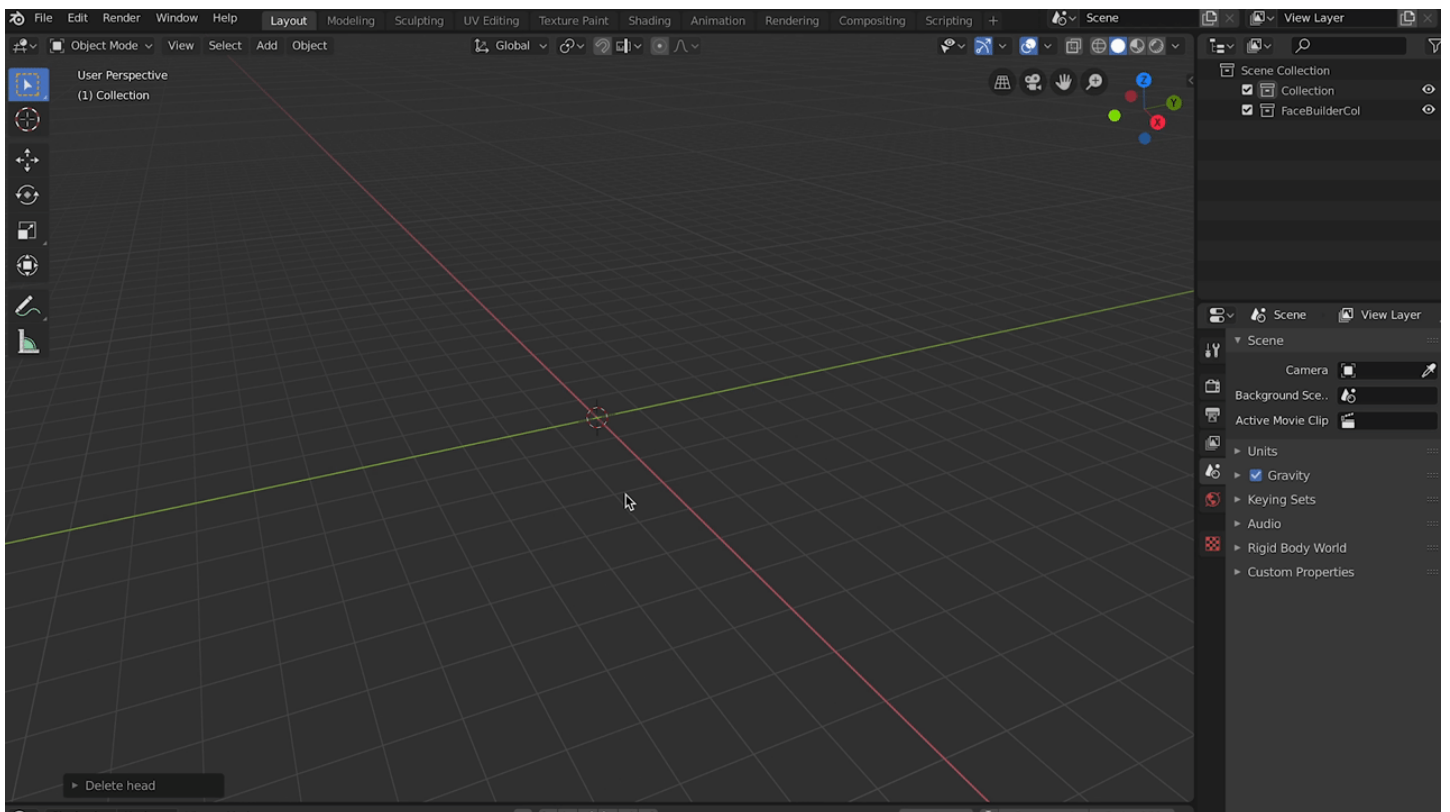 File Edit Render Window Help Layout Modeling Sculpting UV Editing Texture Paint Shading Animation Rendering Compositing Scripting + Scene View Layer
Object Mode View Select Add Object Global
User Perspective
(1) Collection
Z
Y
X
Scene Collection
Collection
FaceBuilderCol
Scene View Layer
Scene
Camera
Background Sce..
Active Movie Clip
Units
Gravity
Keying Sets
Audio
Rigid Body World
Custom Properties
Delete head